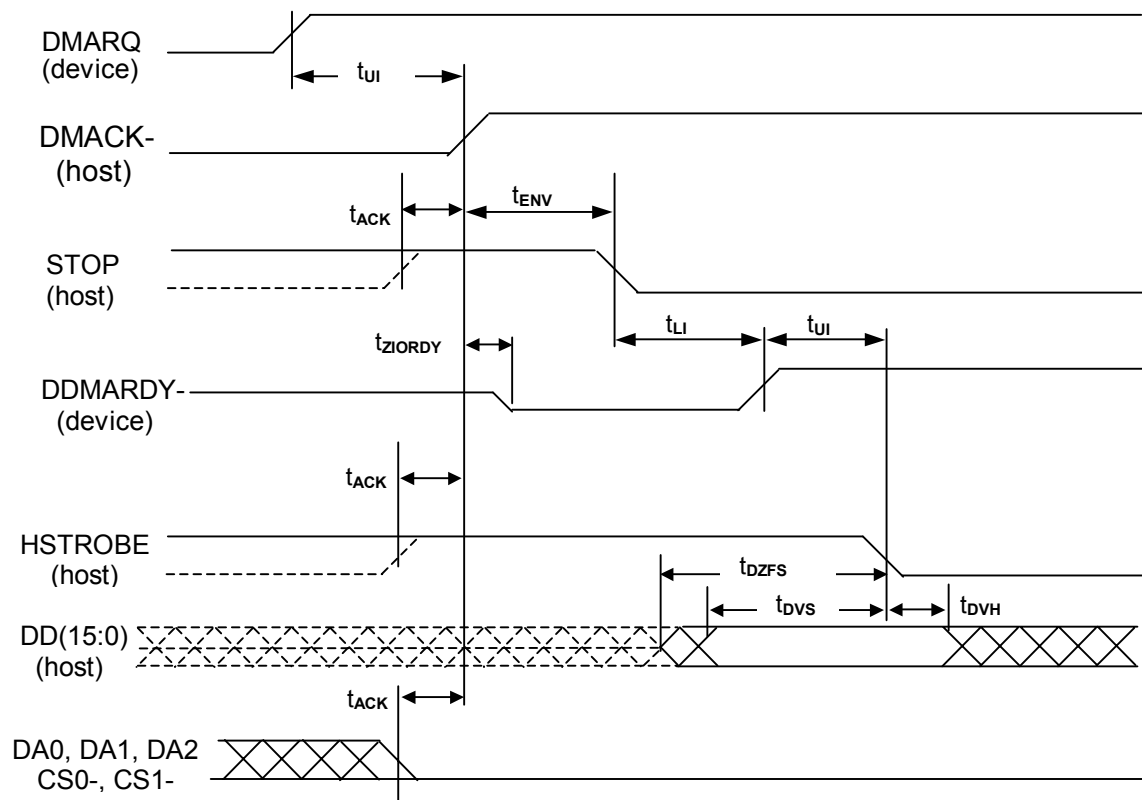 DMARQ
(device)
tUI
DMACK-
(host)
tACK
tENV
STOP
(host)
tZIORDY
tLI
tUI
DDMARDY-
(device)
tACK
HSTROBE
(host)
tDZFS
tDVS
tDVH
DD(15:0)
(host)
tACK
DA0, DA1, DA2
CS0-, CS1-